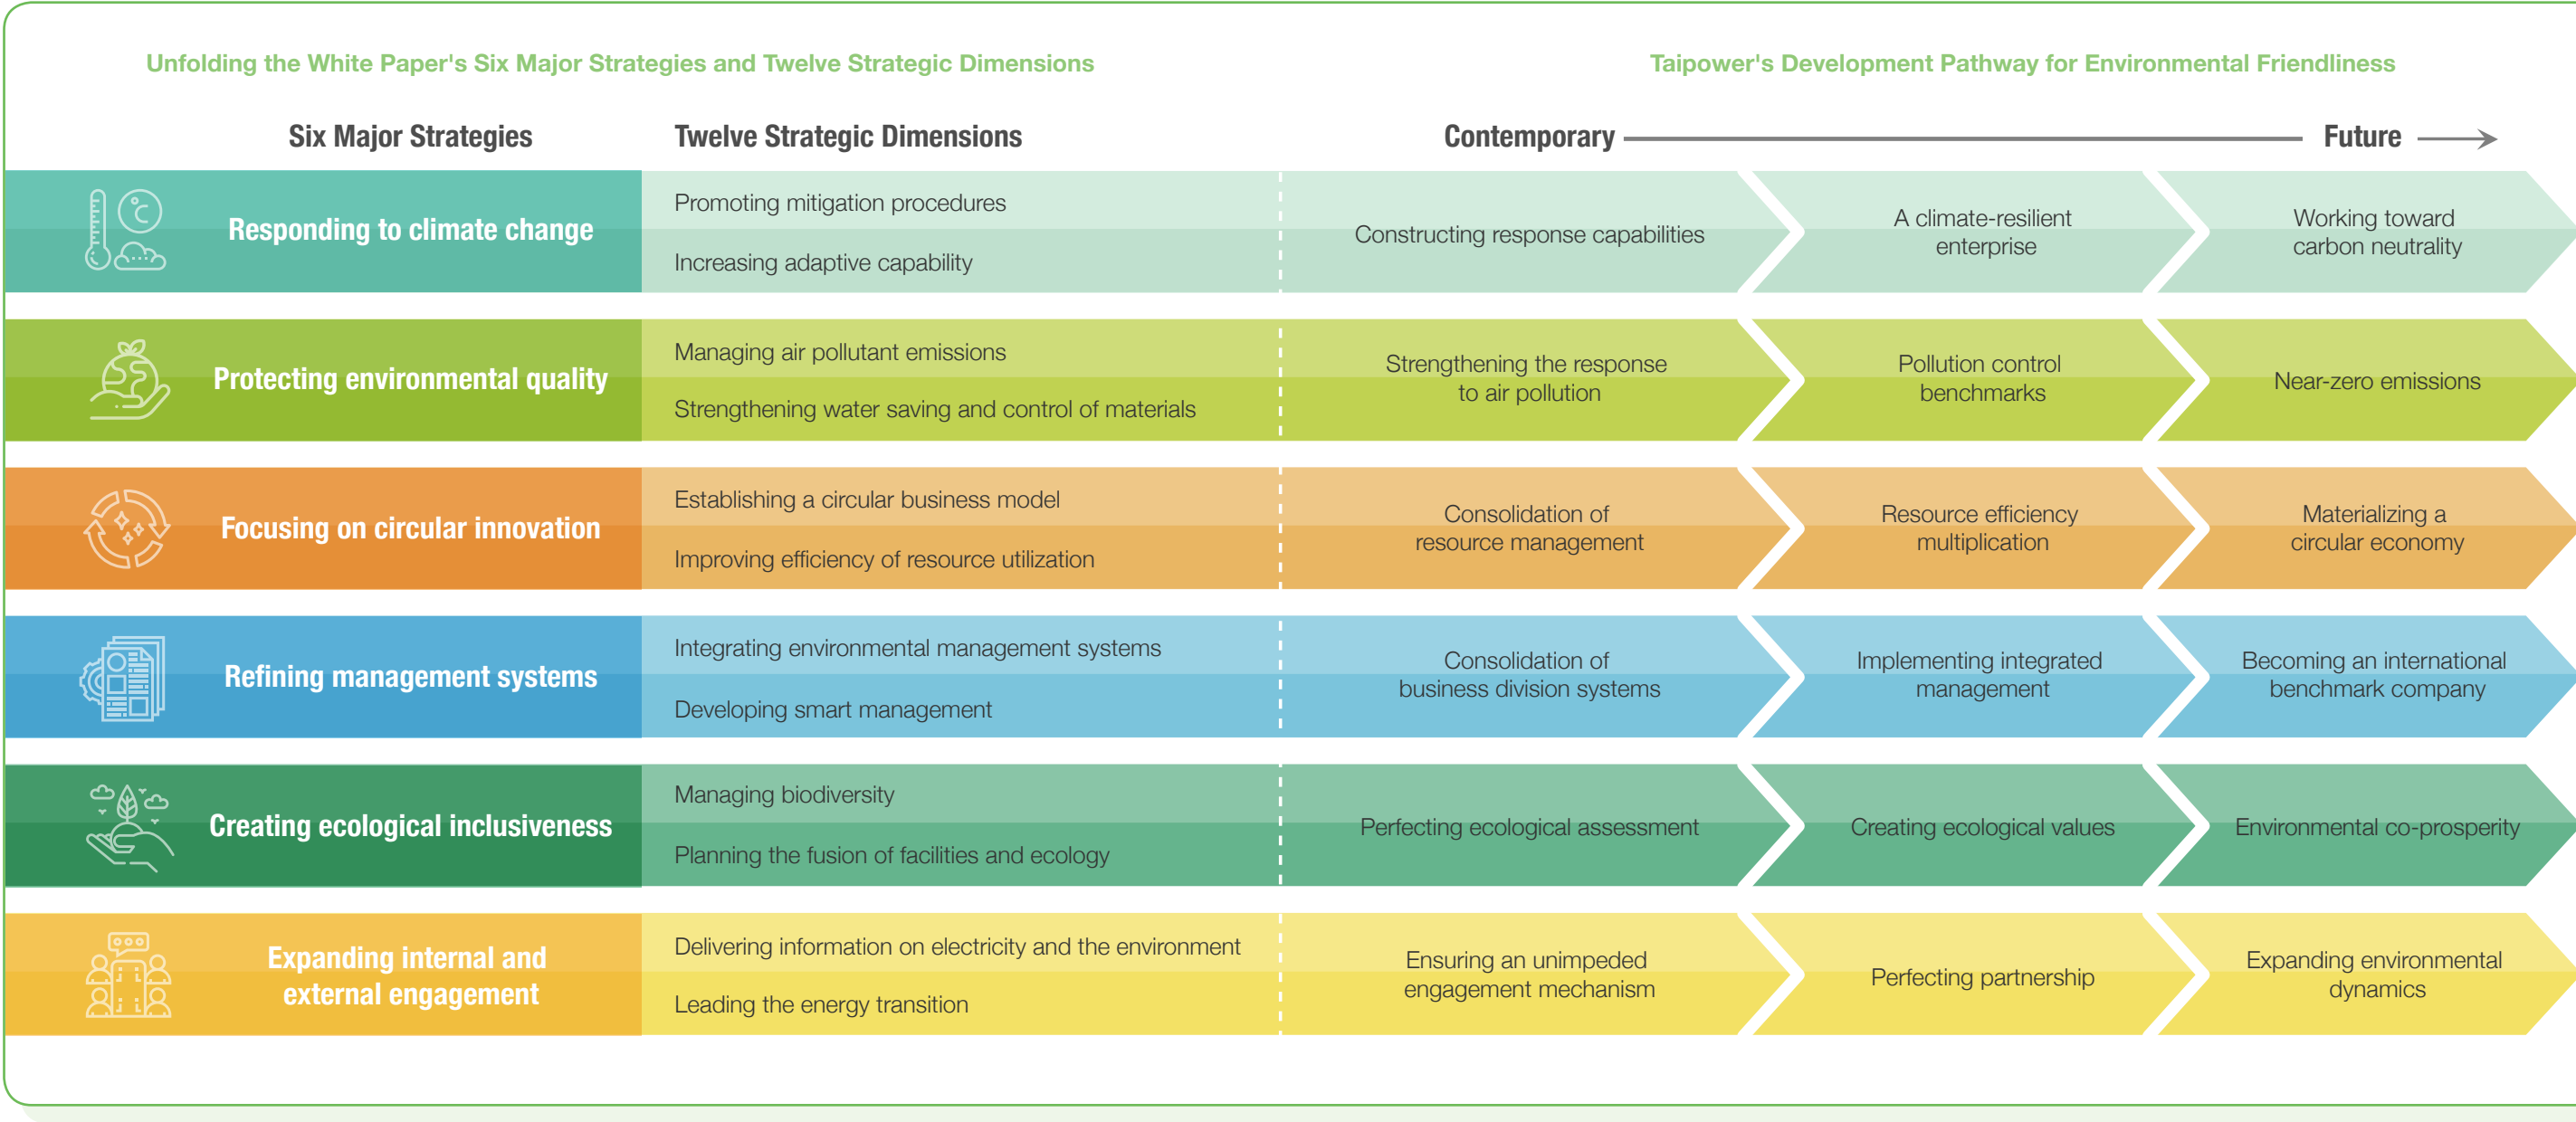 Unfolding the White Paper's Six Major Strategies and Twelve Strategic Dimensions
Taipower's Development Pathway for Environmental Friendliness
Six Major Strategies
Twelve Strategic Dimensions
Contemporary
Future
Responding to climate change
Promoting mitigation procedures
Increasing adaptive capability
Constructing response capabilities
A climate-resilient
enterprise
Working toward
carbon neutrality
Protecting environmental quality
Managing air pollutant emissions
Strengthening water saving and control of materials
Strengthening the response
to air pollution
Pollution control
benchmarks
Near-zero emissions
Focusing on circular innovation
Establishing a circular business model
Improving efficiency of resource utilization
Consolidation of
resource management
Resource efficiency
multiplication
Materializing a
circular economy
Refining management systems
Integrating environmental management systems
Developing smart management
Consolidation of
business division systems
Implementing integrated
management
Becoming an international
benchmark company
Creating ecological inclusiveness
Managing biodiversity
Planning the fusion of facilities and ecology
Perfecting ecological assessment
Creating ecological values
Environmental co-prosperity
Expanding internal and
external engagement
Delivering information on electricity and the environment
Leading the energy transition
Ensuring an unimpeded
engagement mechanism
Perfecting partnership
Expanding environmental
dynamics